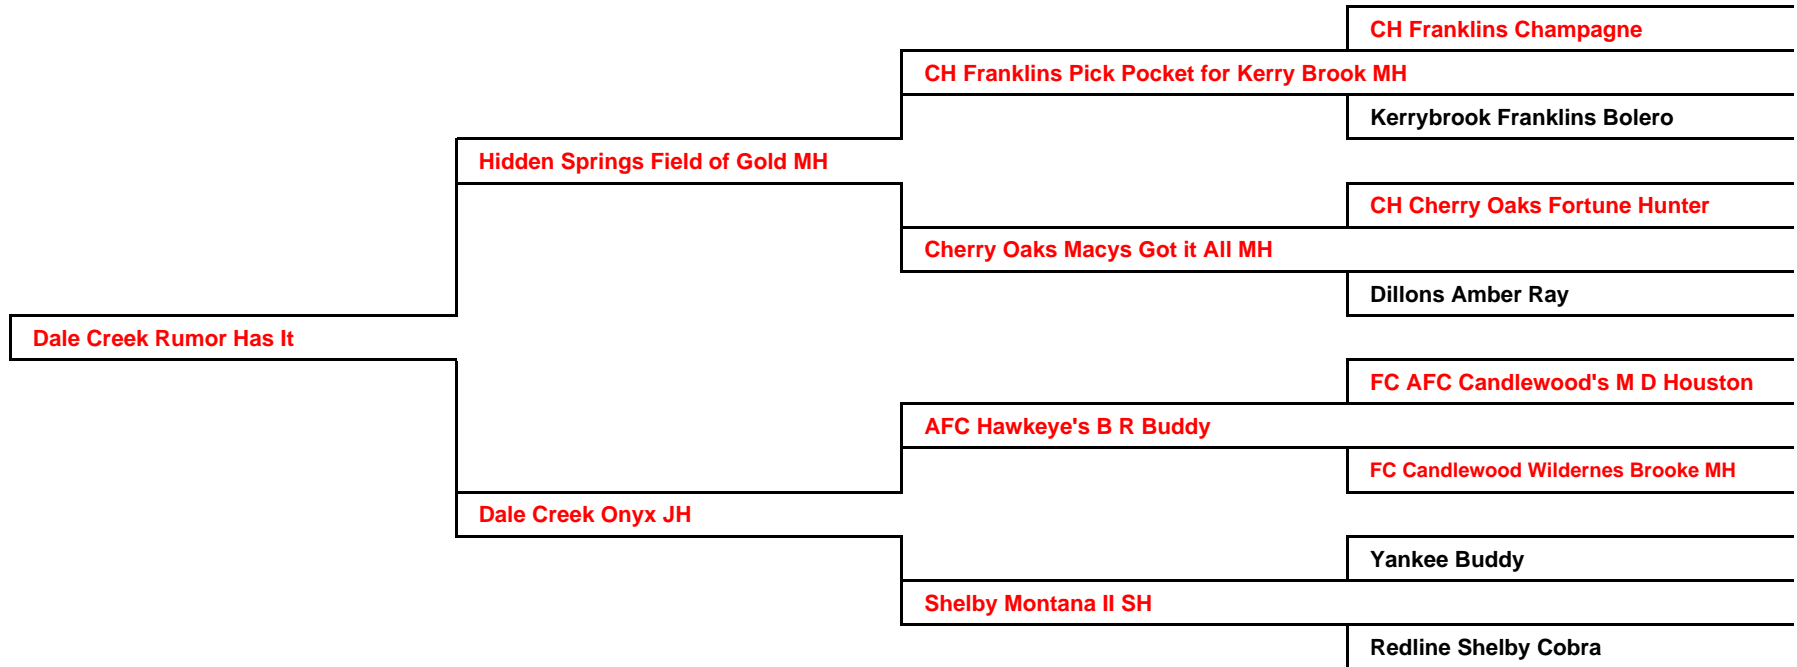 CH Franklins Champagne
CH Franklins Pick Pocket for Kerry Brook MH
Kerrybrook Franklins Bolero
Hidden Springs Field of Gold MH
CH Cherry Oaks Fortune Hunter
Cherry Oaks Macys Got it All MH
Dillons Amber Ray
Dale Creek Rumor Has It
FC AFC Candlewood's M D Houston
AFC Hawkeye's B R Buddy
FC Candlewood Wildernes Brooke MH
Dale Creek Onyx JH
Yankee Buddy
Shelby Montana II SH
Redline Shelby Cobra